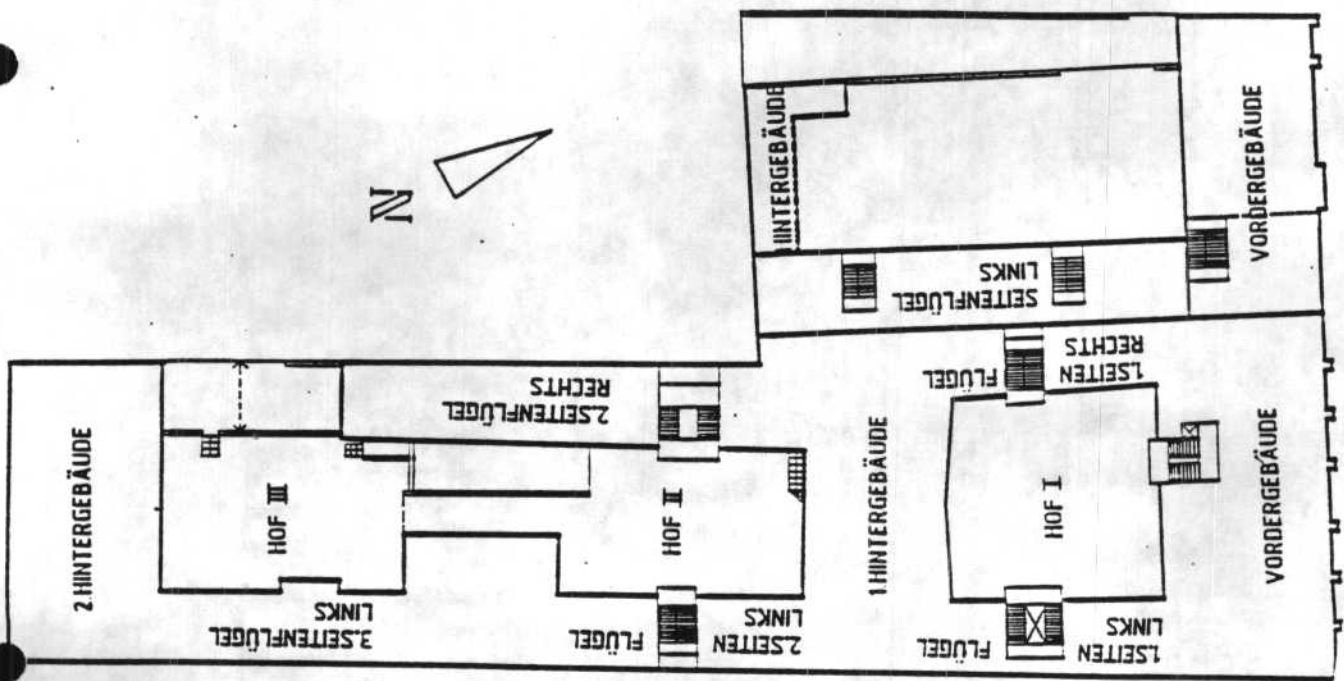 N
HINTERGEBÄUDE
VORDERGEBÄUDE
SEITENFLÜGEL
LINKS
2.HINTERGEBÄUDE
HOF III
3.SEITENFLÜGEL
LINKS
2.SEITENFLÜGEL
RECHTS
HOF II
2.SEITEN FLÜGEL
LINKS
1.HINTERGEBÄUDE
1.SEITEN FLÜGEL
RECHTS
HOF I
1.SEITEN FLÜGEL
LINKS
VORDERGEBÄUDE